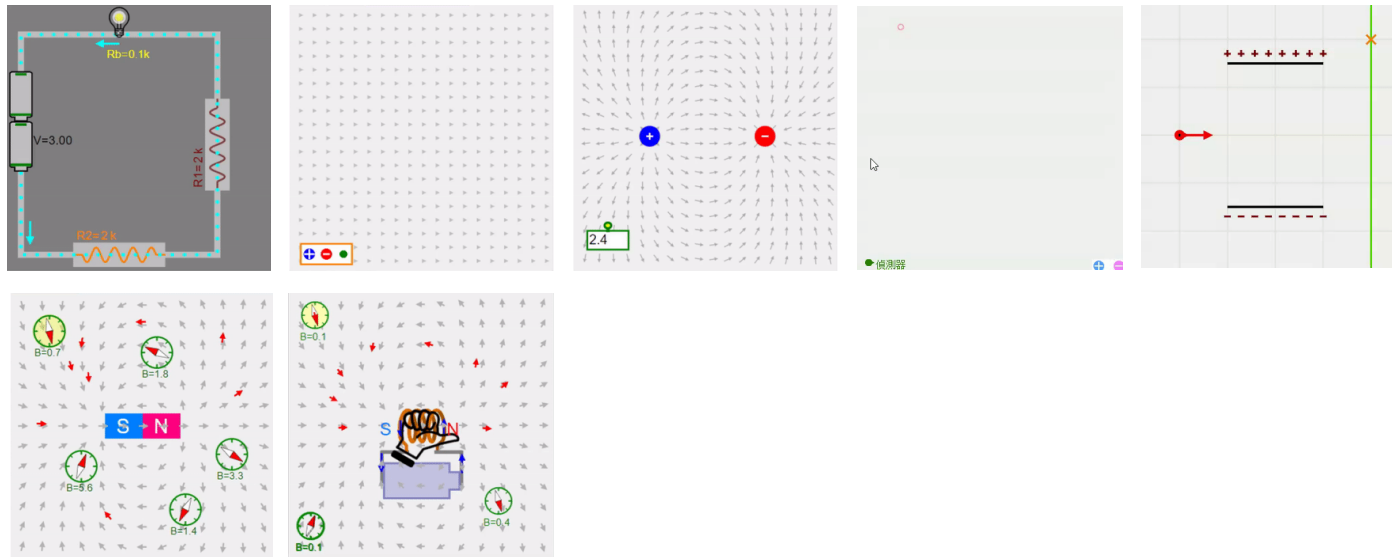 Rb=0.1k
V=3.00
R1=2 k
R2=2 k
2.4
偵測器
B=0.7
B=1.8
S N
B=3.3
B=5.6
B=1.4
B=0.1
S N
B=0.4
B=0.1